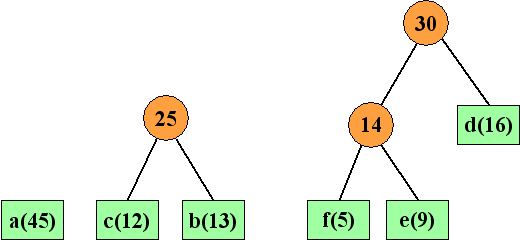 30
25
14
d(16)
a(45)
c(12)
b(13)
f(5)
e(9)